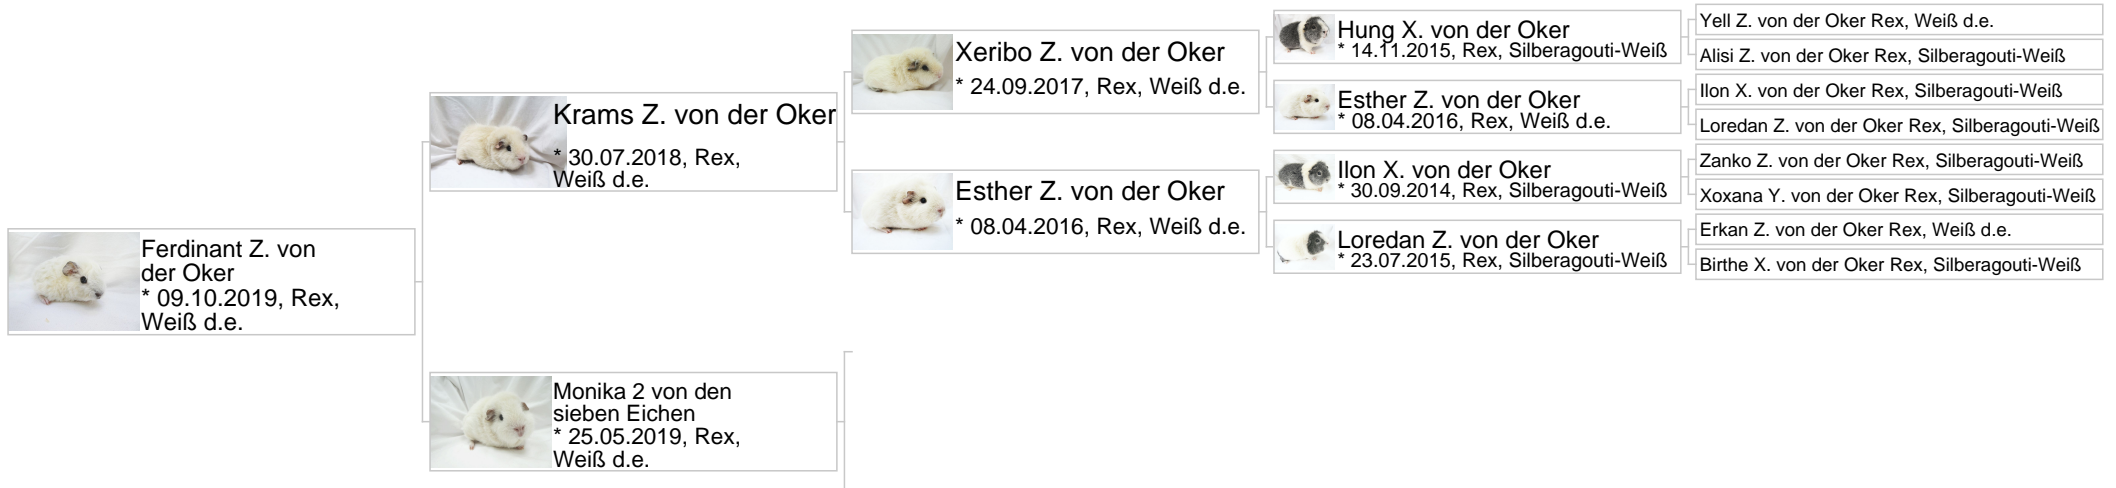 Ferdinant Z. von
der Oker
* 09.10.2019, Rex,
Weiß d.e.
Krams Z. von der Oker
* 30.07.2018, Rex,
Weiß d.e.
Monika 2 von den
sieben Eichen
* 25.05.2019, Rex,
Weiß d.e.
Xeribo Z. von der Oker
* 24.09.2017, Rex, Weiß d.e.
Esther Z. von der Oker
* 08.04.2016, Rex, Weiß d.e.
Hung X. von der Oker
* 14.11.2015, Rex, Silberagouti-Weiß
Esther Z. von der Oker
* 08.04.2016, Rex, Weiß d.e.
Ilon X. von der Oker
* 30.09.2014, Rex, Silberagouti-Weiß
Loredan Z. von der Oker
* 23.07.2015, Rex, Silberagouti-Weiß
Yell Z. von der Oker Rex, Weiß d.e.
Alisi Z. von der Oker Rex, Silberagouti-Weiß
Ilon X. von der Oker Rex, Silberagouti-Weiß
Loredan Z. von der Oker Rex, Silberagouti-Weiß
Zanko Z. von der Oker Rex, Silberagouti-Weiß
Xoxana Y. von der Oker Rex, Silberagouti-Weiß
Erkan Z. von der Oker Rex, Weiß d.e.
Birthe X. von der Oker Rex, Silberagouti-Weiß